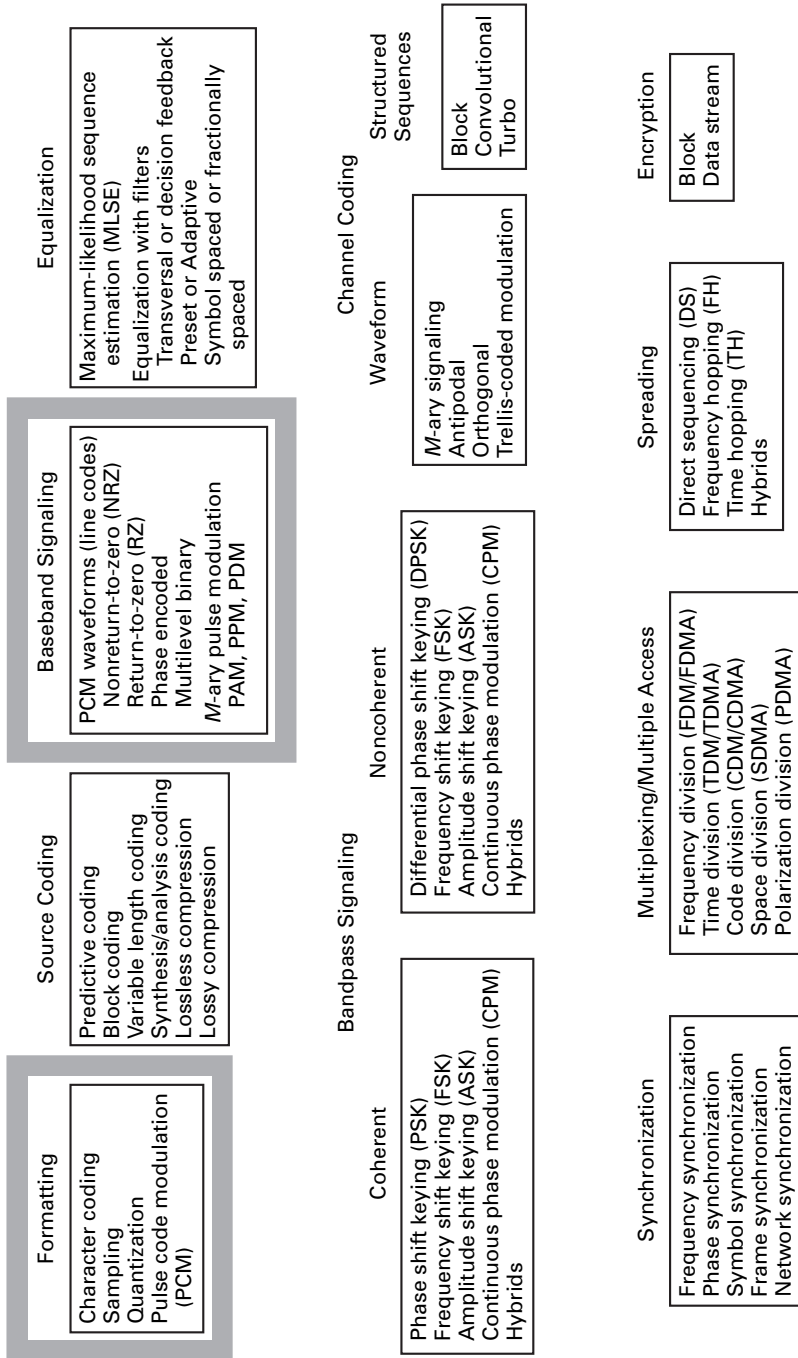 Formatting
Character coding
Sampling
Quantization
Pulse code modulation
(PCM)
Source Coding
Predictive coding
Block coding
Variable length coding
Synthesis/analysis coding
Lossless compression
Lossy compression
Baseband Signaling
PCM waveforms (line codes)
Nonreturn-to-zero (NRZ)
Return-to-zero (RZ)
Phase encoded
Multilevel binary
M-ary pulse modulation
PAM, PPM, PDM
Equalization
Maximum-likelihood sequence
estimation (MLSE)
Equalization with filters
Transversal or decision feedback
Preset or Adaptive
Symbol spaced or fractionally
spaced
Bandpass Signaling
Coherent
Phase shift keying (PSK)
Frequency shift keying (FSK)
Amplitude shift keying (ASK)
Continuous phase modulation (CPM)
Hybrids
Noncoherent
Differential phase shift keying (DPSK)
Frequency shift keying (FSK)
Amplitude shift keying (ASK)
Continuous phase modulation (CPM)
Hybrids
Channel Coding
Waveform
M-ary signaling
Antipodal
Orthogonal
Trellis-coded modulation
Structured
Sequences
Block
Convolutional
Turbo
Synchronization
Frequency synchronization
Phase synchronization
Symbol synchronization
Frame synchronization
Network synchronization
Multiplexing/Multiple Access
Frequency division (FDM/FDMA)
Time division (TDM/TDMA)
Code division (CDM/CDMA)
Space division (SDMA)
Polarization division (PDMA)
Spreading
Direct sequencing (DS)
Frequency hopping (FH)
Time hopping (TH)
Hybrids
Encryption
Block
Data stream